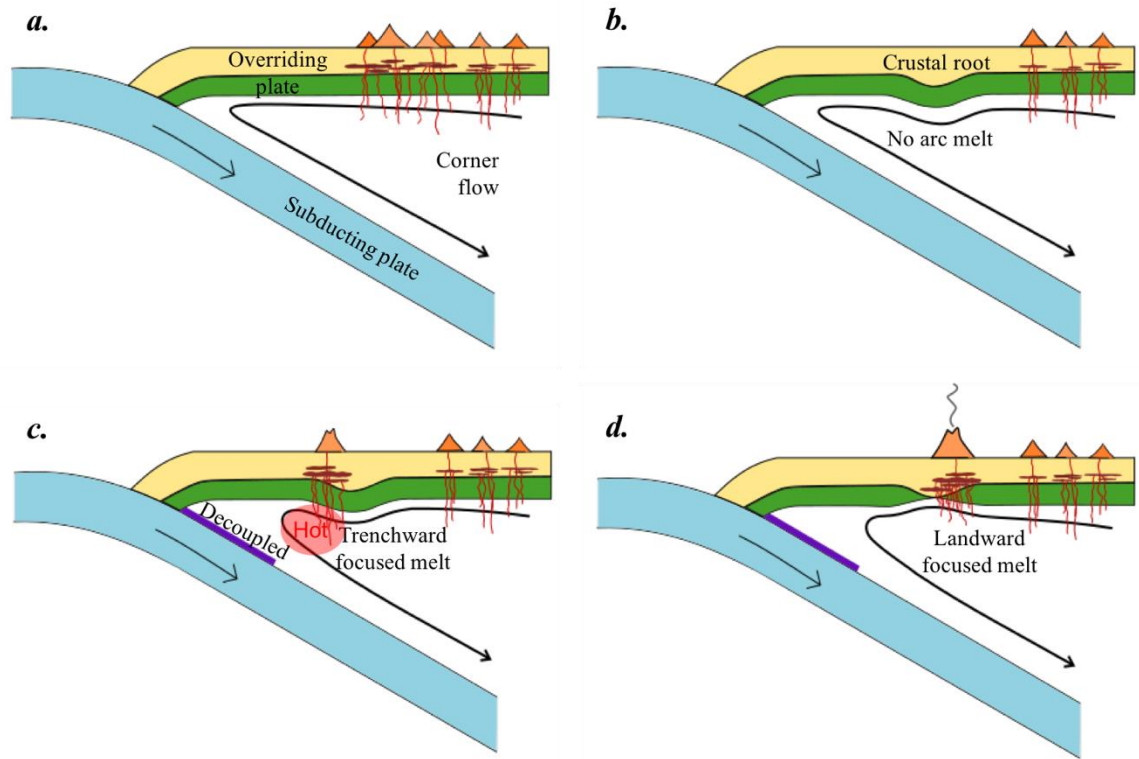 a.
Overriding
plate
Corner
flow
Subducting plate
b.
Crustal root
No arc melt
c.
Decoupled
Hot
Trenchward
focused melt
d.
Landward
focused melt